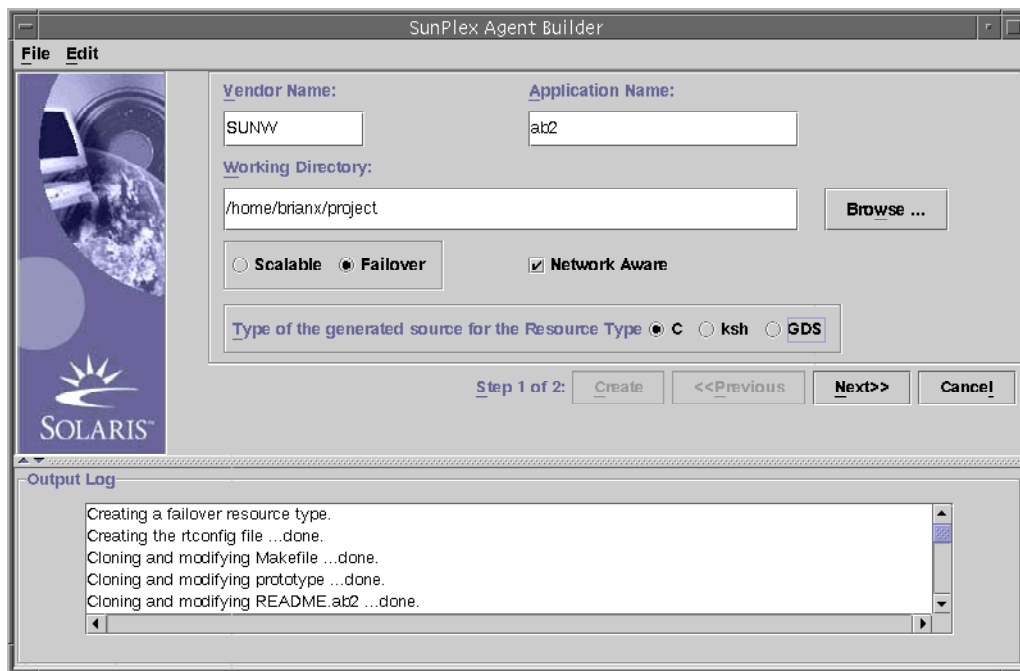 SunPlex Agent Builder
File Edit
Vendor Name: Application Name:
SUNW ab2
Working Directory:
/home/brianx/project Browse ...
Scalable Failover Network Aware
Type of the generated source for the Resource Type C ksh GDS
Step 1 of 2: Create <<Previous Next>> Cancel
SOLARIS™
Output Log
Creating a failover resource type.
Creating the rtconfig file ...done.
Cloning and modifying Makefile ...done.
Cloning and modifying prototype ...done.
Cloning and modifying README.ab2 ...done.